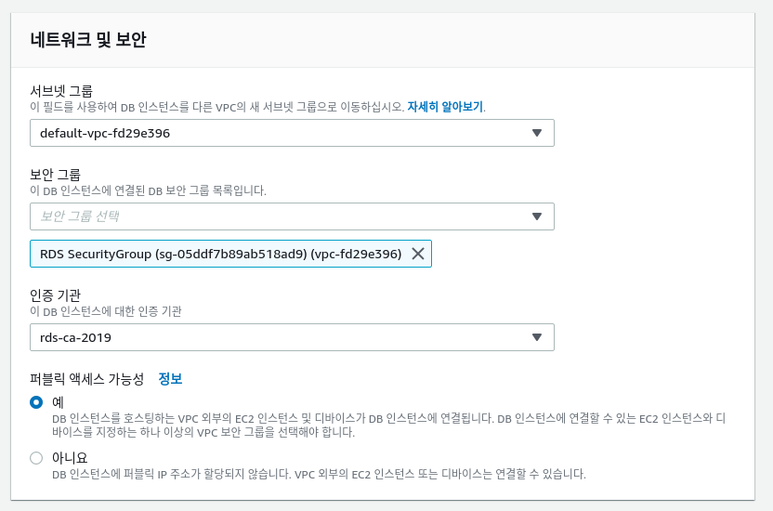 네트워크 및 보안
서브넷 그룹
이 필드를 사용하여 DB 인스턴스를 다른 VPC의 새 서브넷 그룹으로 이동하십시오. 자세히 알아보기.
default-vpc-fd29e396
보안 그룹
이 DB 인스턴스에 연결된 DB 보안 그룹 목록입니다.
보안 그룹 선택
RDS SecurityGroup (sg-05ddf7b89ab518ad9) (vpc-fd29e396)
인증 기관
이 DB 인스턴스에 대한 인증 기관
rds-ca-2019
퍼블릭 액세스 가능성 정보
예
DB 인스턴스를 호스팅하는 VPC 외부의 EC2 인스턴스 및 디바이스가 DB 인스턴스에 연결됩니다. DB 인스턴스에 연결할 수 있는 EC2 인스턴스와 디
바이스를 지정하는 하나 이상의 VPC 보안 그룹을 선택해야 합니다.
아니요
DB 인스턴스에 퍼블릭 IP 주소가 할당되지 않습니다. VPC 외부의 EC2 인스턴스 또는 디바이스는 연결할 수 없습니다.